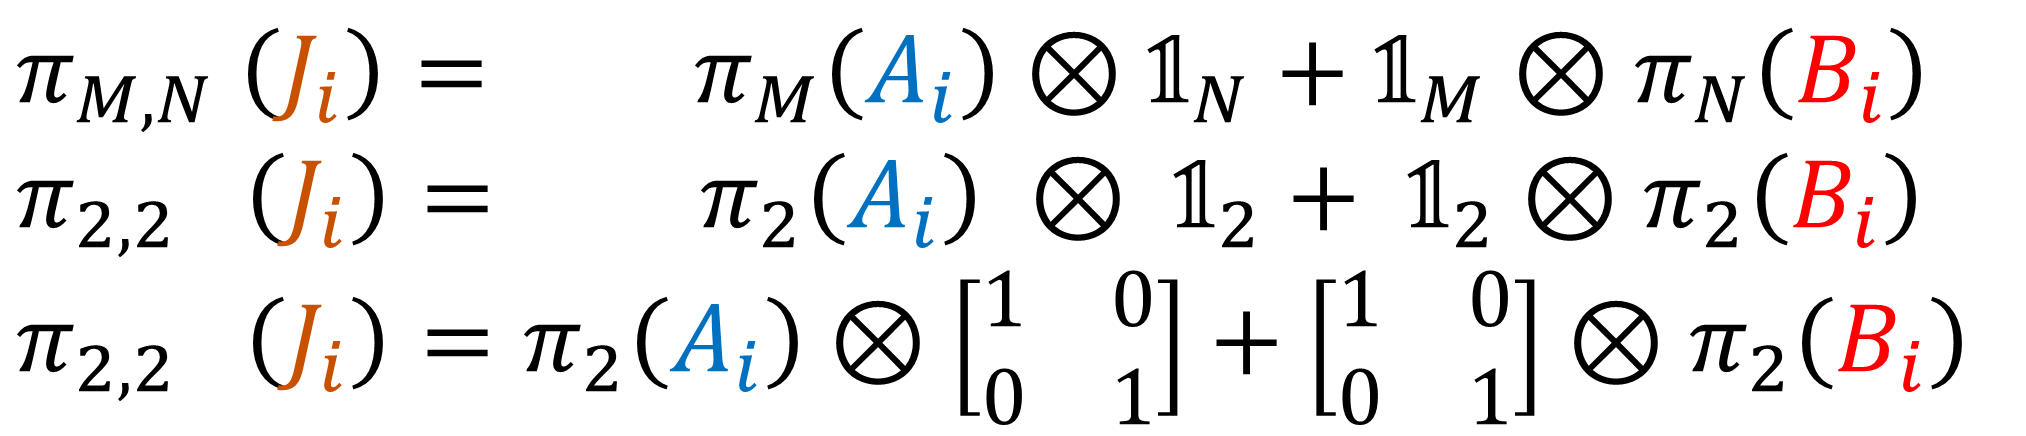 π_{M,N} (J_i) = π_M(A_i) ⊗ 𝟙_N + 𝟙_M ⊗ π_N(B_i)
π_{2,2} (J_i) = π_2(A_i) ⊗ 𝟙_2 + 𝟙_2 ⊗ π_2(B_i)
π_{2,2} (J_i) = π_2(A_i) ⊗ [1 0; 0 1] + [1 0; 0 1] ⊗ π_2(B_i)